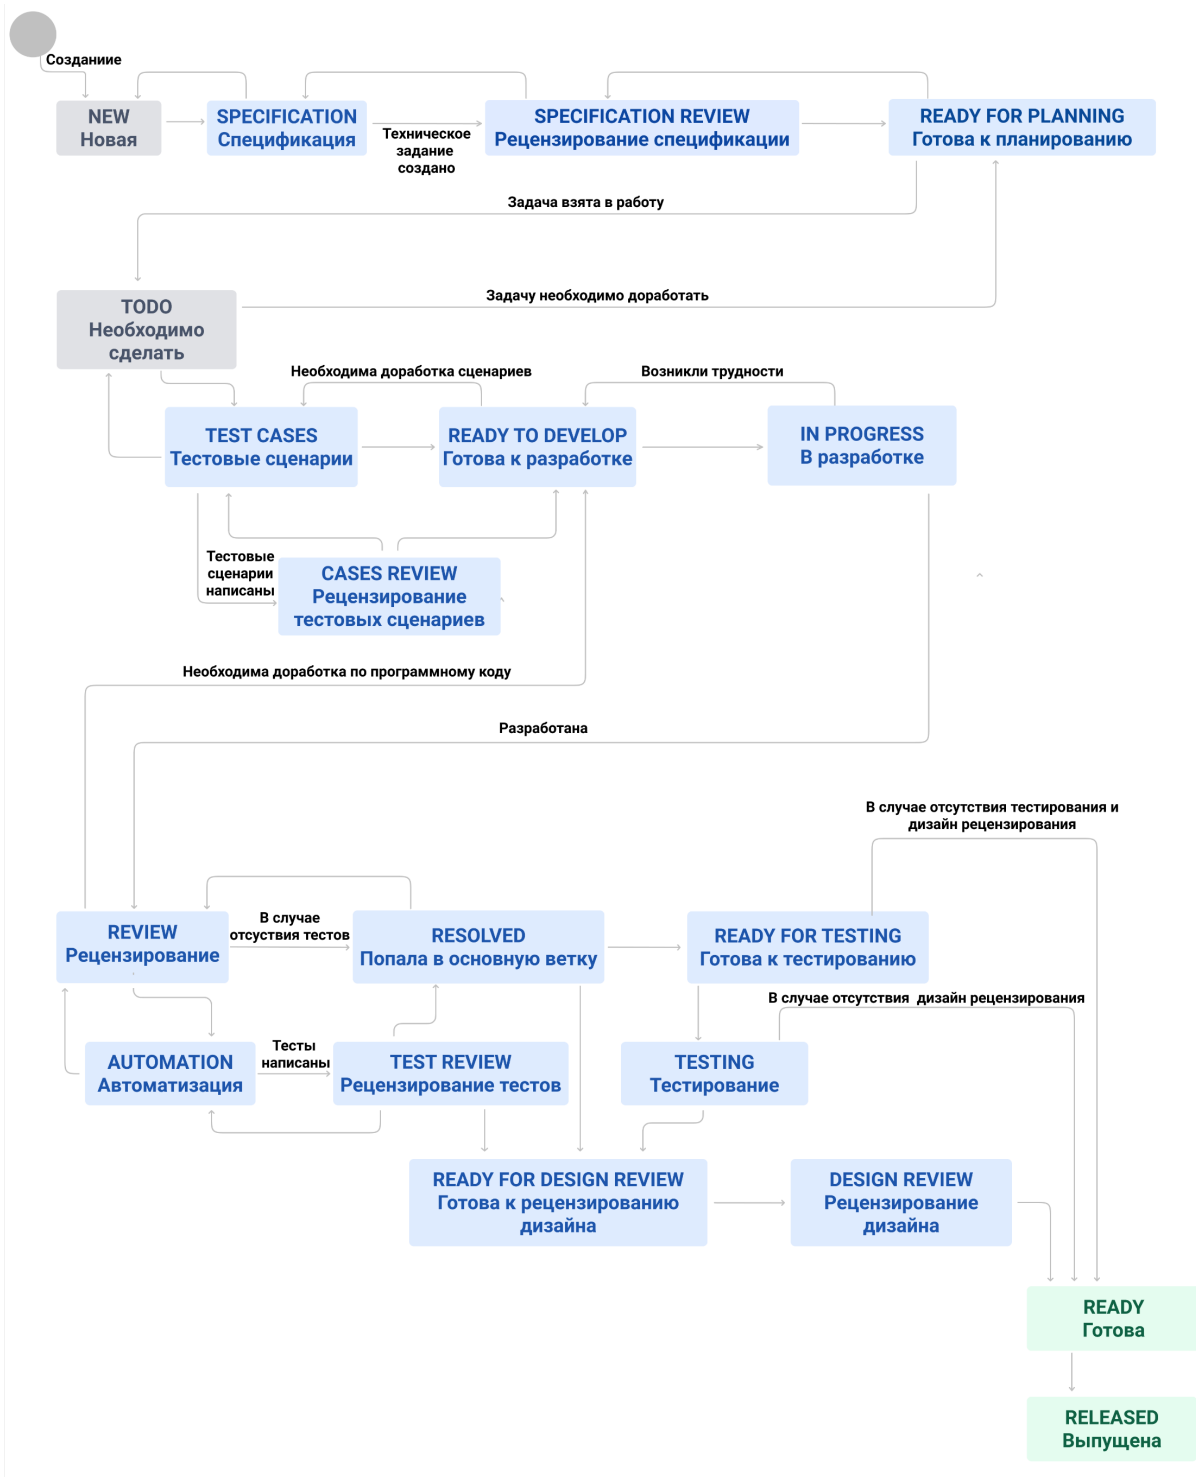 Созданиие
NEW
Новая
SPECIFICATION
Спецификация
Техническое
задание
создано
SPECIFICATION REVIEW
Рецензирование спецификации
READY FOR PLANNING
Готова к планированию
Задача взята в работу
Задачу необходимо доработать
TODO
Необходимо
сделать
Необходима доработка сценариев
Возникли трудности
TEST CASES
Тестовые сценарии
READY TO DEVELOP
Готова к разработке
IN PROGRESS
В разработке
Тестовые
сценарии
написаны
CASES REVIEW
Рецензирование
тестовых сценариев
Необходима доработка по программному коду
Разработана
В случае отсутствия тестирования и
дизайн рецензирования
REVIEW
Рецензирование
В случае
отсуствия тестов
RESOLVED
Попала в основную ветку
READY FOR TESTING
Готова к тестированию
В случае отсутствия  дизайн рецензирования
AUTOMATION
Автоматизация
Тесты
написаны
TEST REVIEW
Рецензирование тестов
TESTING
Тестирование
READY FOR DESIGN REVIEW
Готова к рецензированию
дизайна
DESIGN REVIEW
Рецензирование
дизайна
READY
Готова
RELEASED
Выпущена